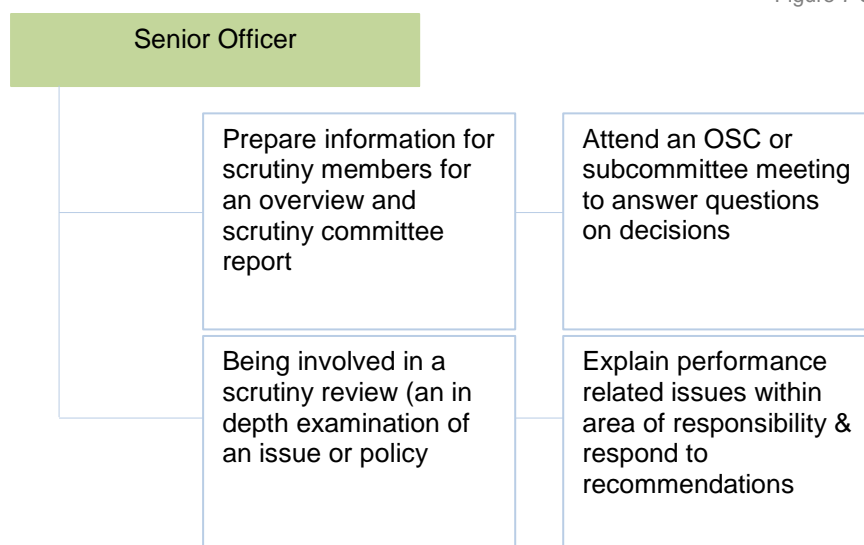 Senior Officer
Prepare information for
scrutiny members for
an overview and
scrutiny committee
report
Attend an OSC or
subcommittee meeting
to answer questions
on decisions
Being involved in a
scrutiny review (an in
depth examination of
an issue or policy
Explain performance
related issues within
area of responsibility &
respond to
recommendations